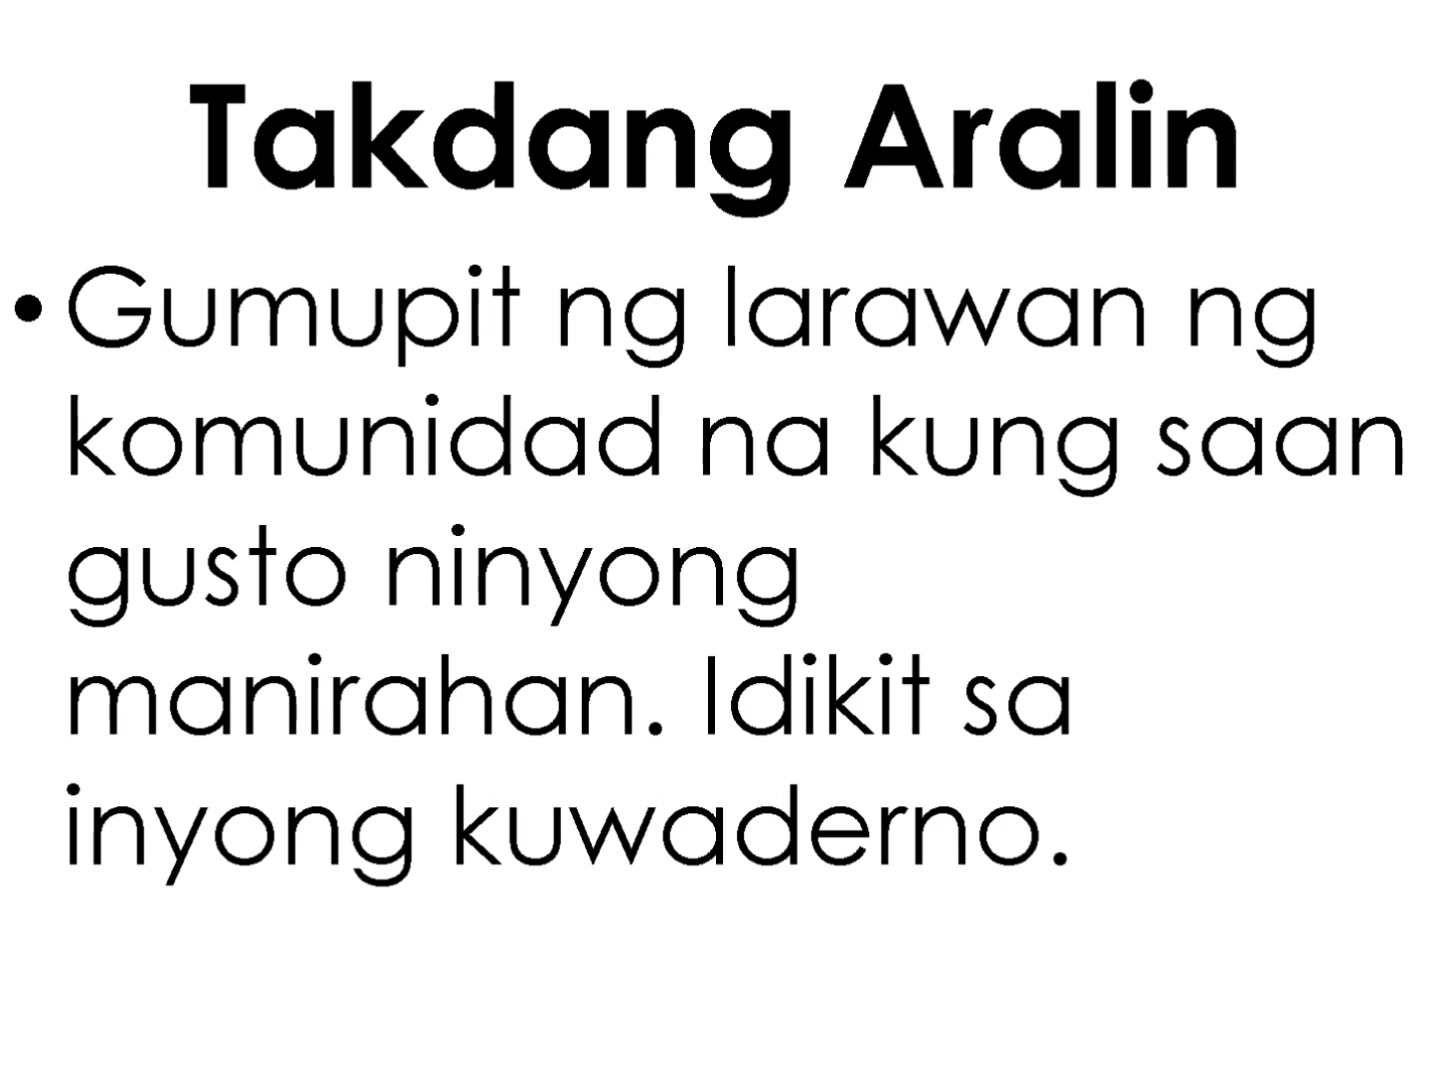 Takdang Aralin
• Gumupit ng larawan ng
komunidad na kung saan
gusto ninyong
manirahan. Idikit sa
inyong kuwaderno.